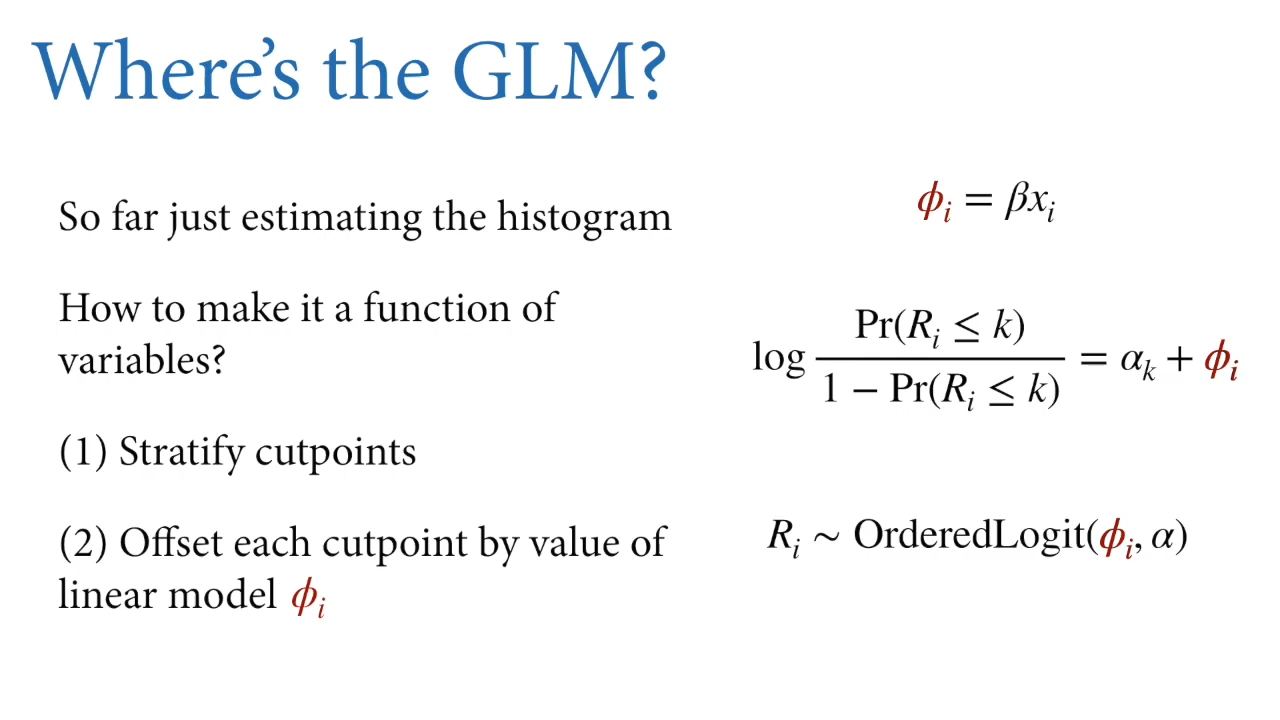 Where's the GLM?
So far just estimating the histogram
How to make it a function of
variables?
(1) Stratify cutpoints
(2) Offset each cutpoint by value of
linear model ϕᵢ
ϕᵢ = βxᵢ
log Pr(Rᵢ ≤ k) / 1 − Pr(Rᵢ ≤ k) = αₖ + ϕᵢ
Rᵢ ~ OrderedLogit(ϕᵢ, α)